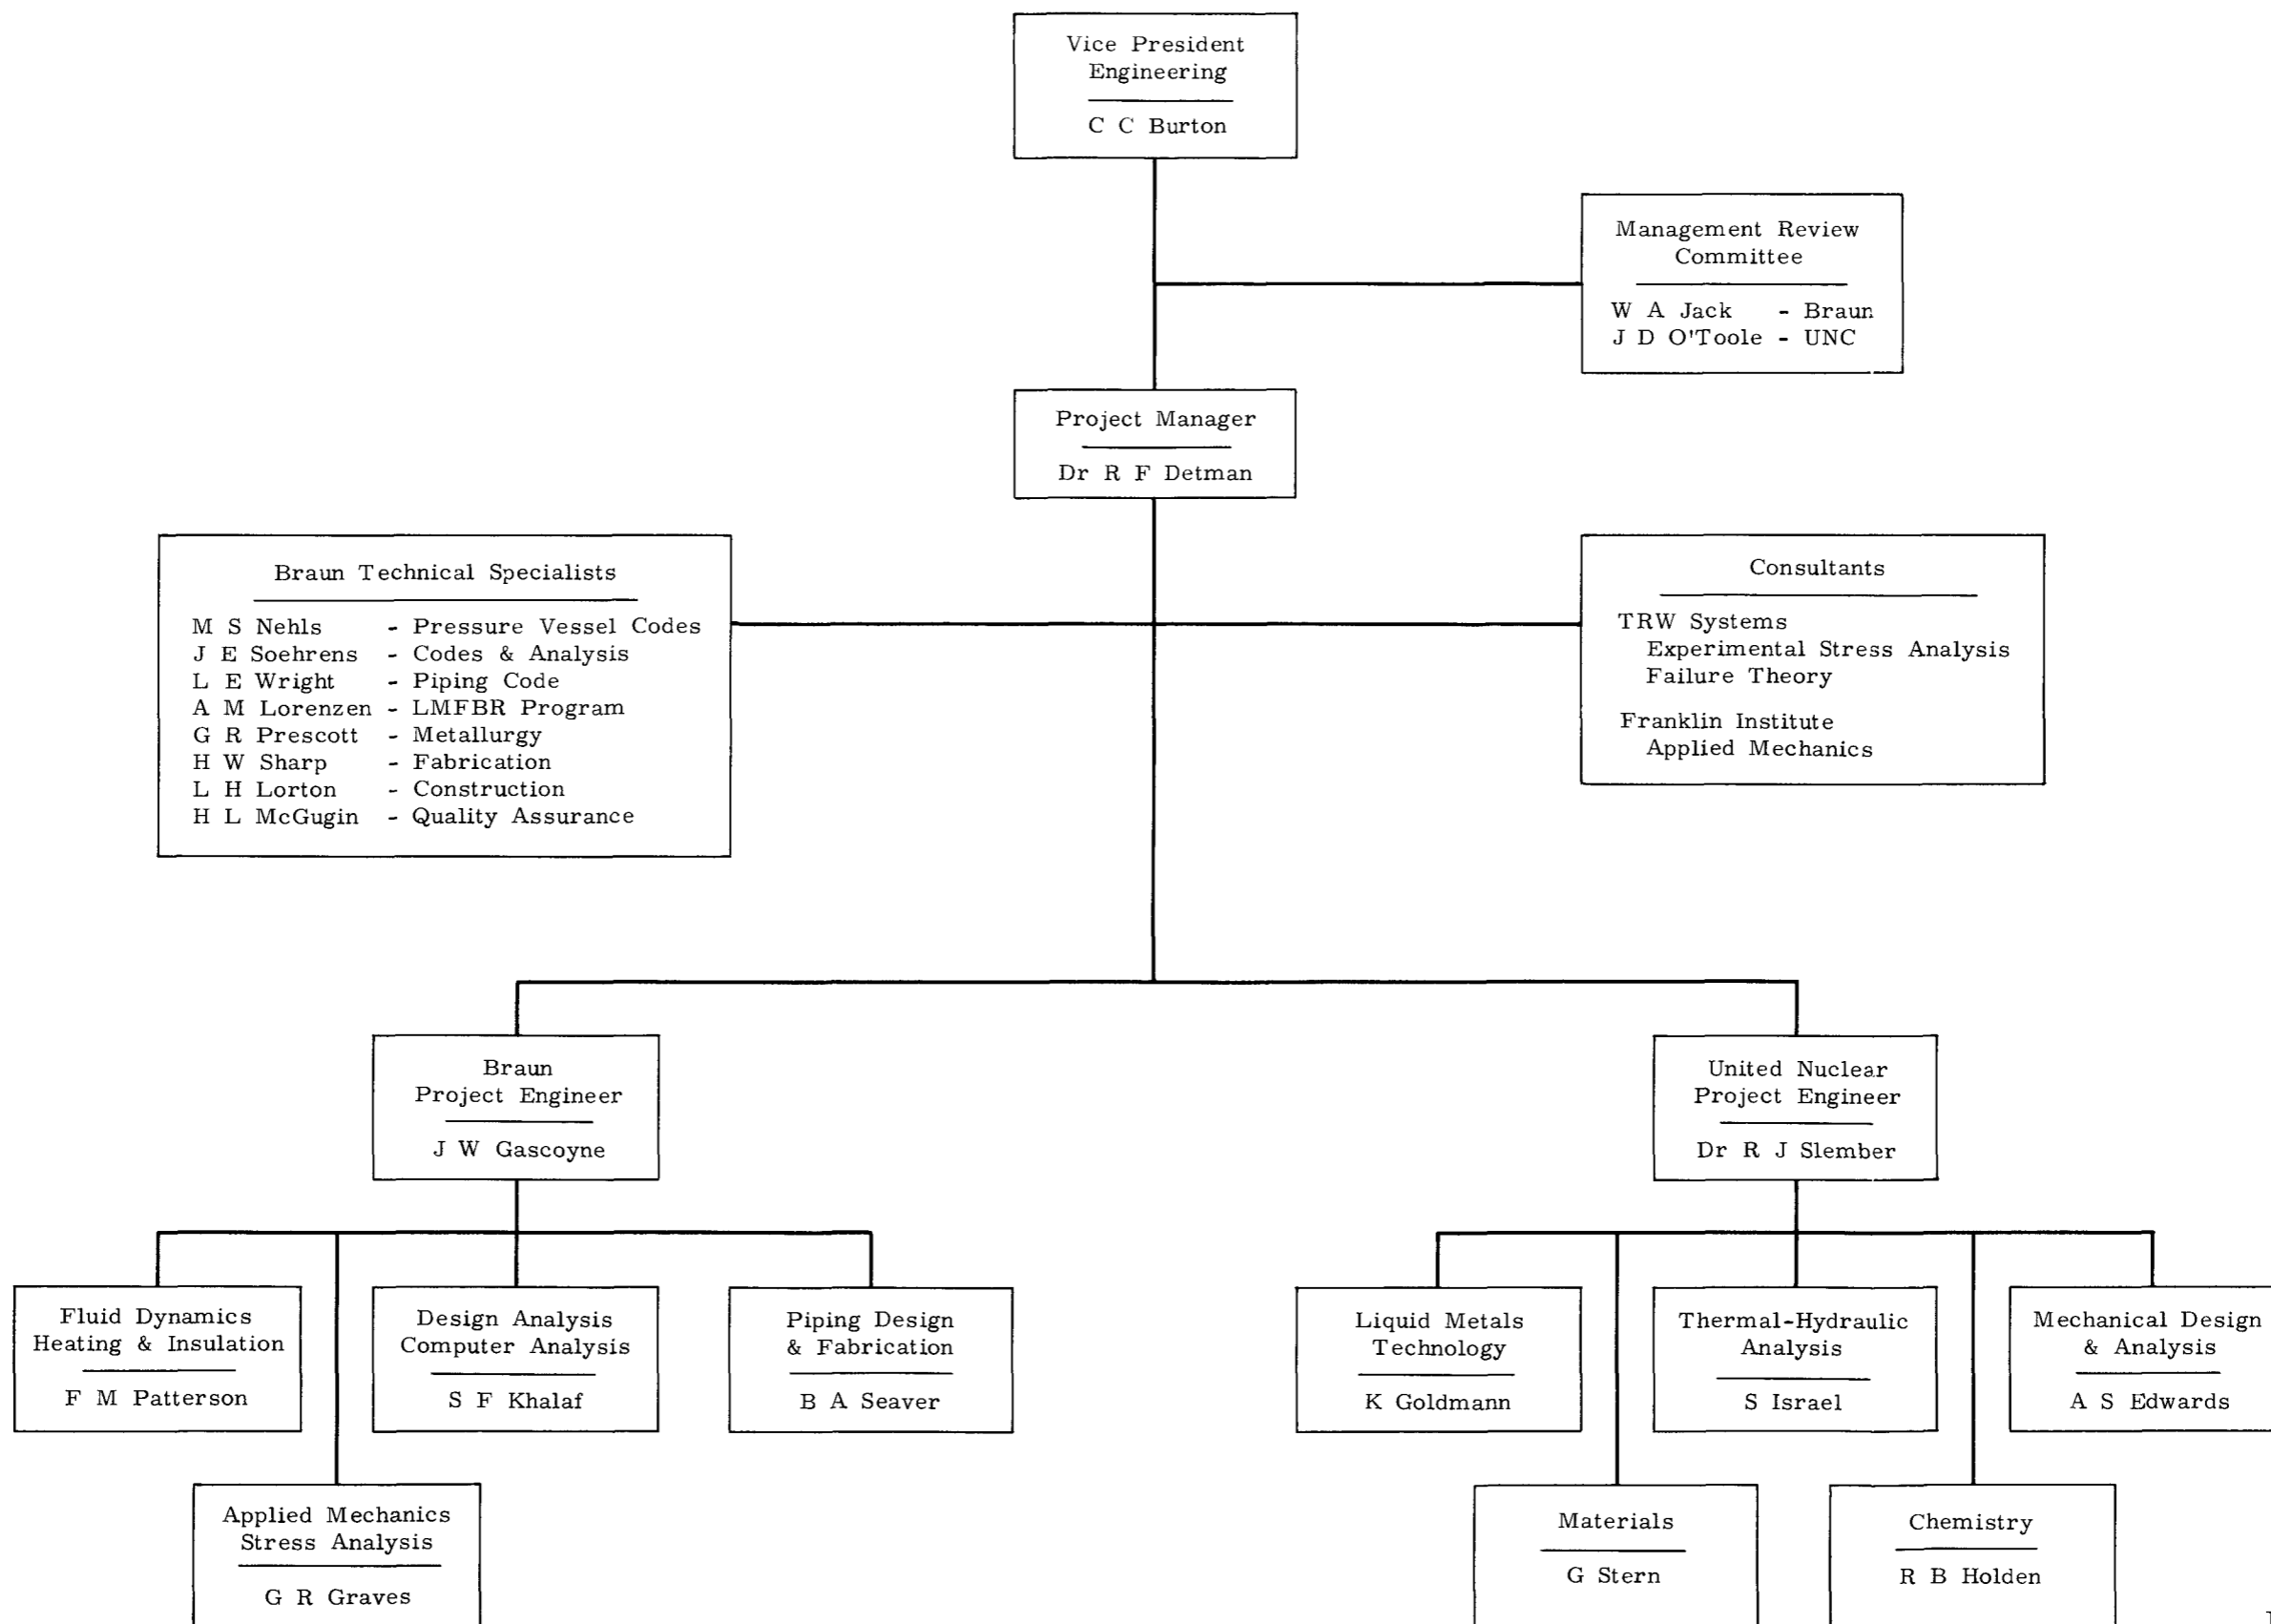 Vice President
Engineering
C C Burton
Management Review
Committee
W A Jack - Braun
J D O'Toole - UNC
Project Manager
Dr R F Detman
Braun Technical Specialists
M S Nehls - Pressure Vessel Codes
J E Soehrens - Codes & Analysis
L E Wright - Piping Code
A M Lorenzen - LMFBR Program
G R Prescott - Metallurgy
H W Sharp - Fabrication
L H Lorton - Construction
H L McGugin - Quality Assurance
Consultants
TRW Systems
Experimental Stress Analysis
Failure Theory
Franklin Institute
Applied Mechanics
Braun
Project Engineer
J W Gascoyne
United Nuclear
Project Engineer
Dr R J Slember
Fluid Dynamics
Heating & Insulation
F M Patterson
Design Analysis
Computer Analysis
S F Khalaf
Piping Design
& Fabrication
B A Seaver
Liquid Metals
Technology
K Goldmann
Thermal-Hydraulic
Analysis
S Israel
Mechanical Design
& Analysis
A S Edwards
Applied Mechanics
Stress Analysis
G R Graves
Materials
G Stern
Chemistry
R B Holden